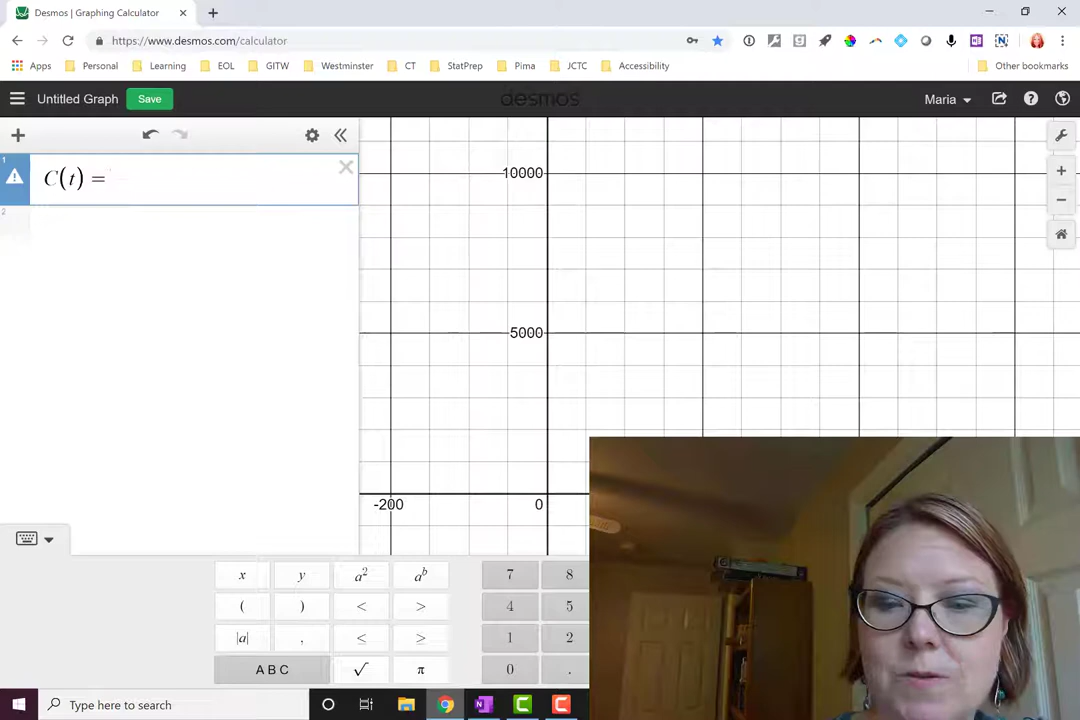 Desmos | Graphing Calculator
https://www.desmos.com/calculator
Apps Personal Learning EOL GITW Westminster CT StatPrep Pima JCTC Accessibility Other bookmarks
Untitled Graph Save desmos Maria
1
C(t) =
2
10000
5000
-200 0
x y a² aᵇ 7 8
( ) < > 4 5
|a| , ≤ ≥ 1 2
A B C √ π 0 .
Type here to search